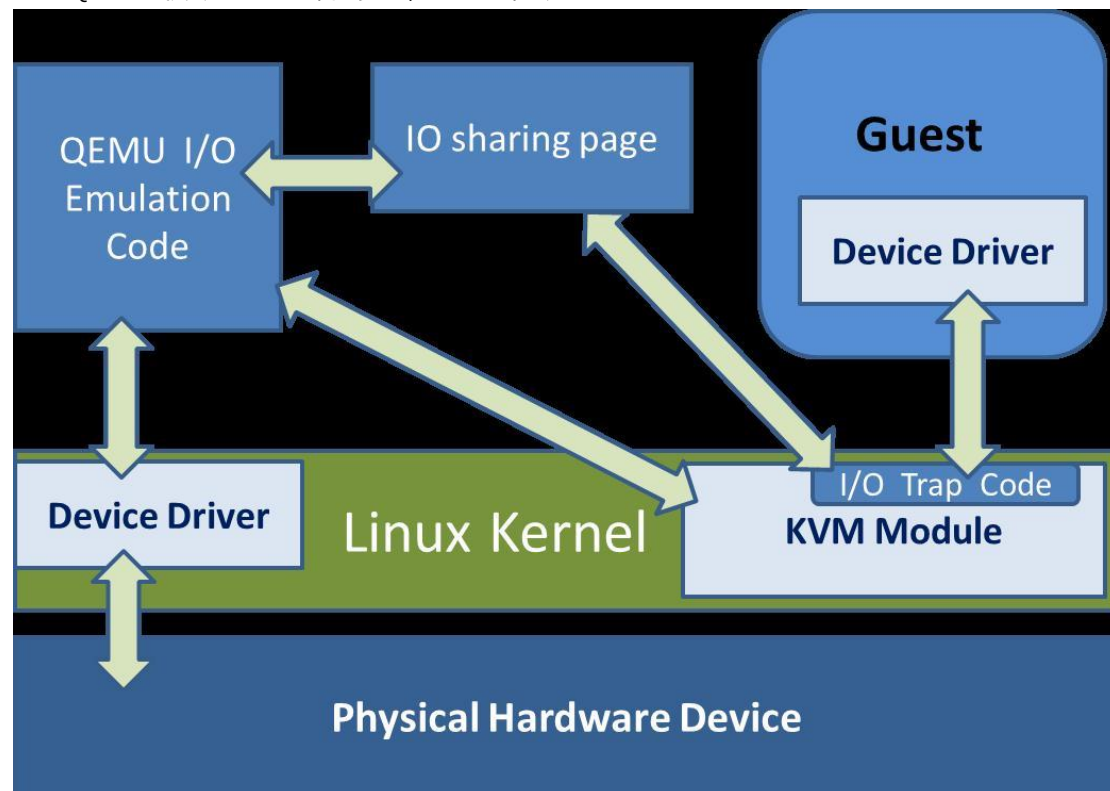 QEMU I/O
Emulation
Code
IO sharing page
Guest
Device Driver
Device Driver
Linux Kernel
I/O Trap Code
KVM Module
Physical Hardware Device